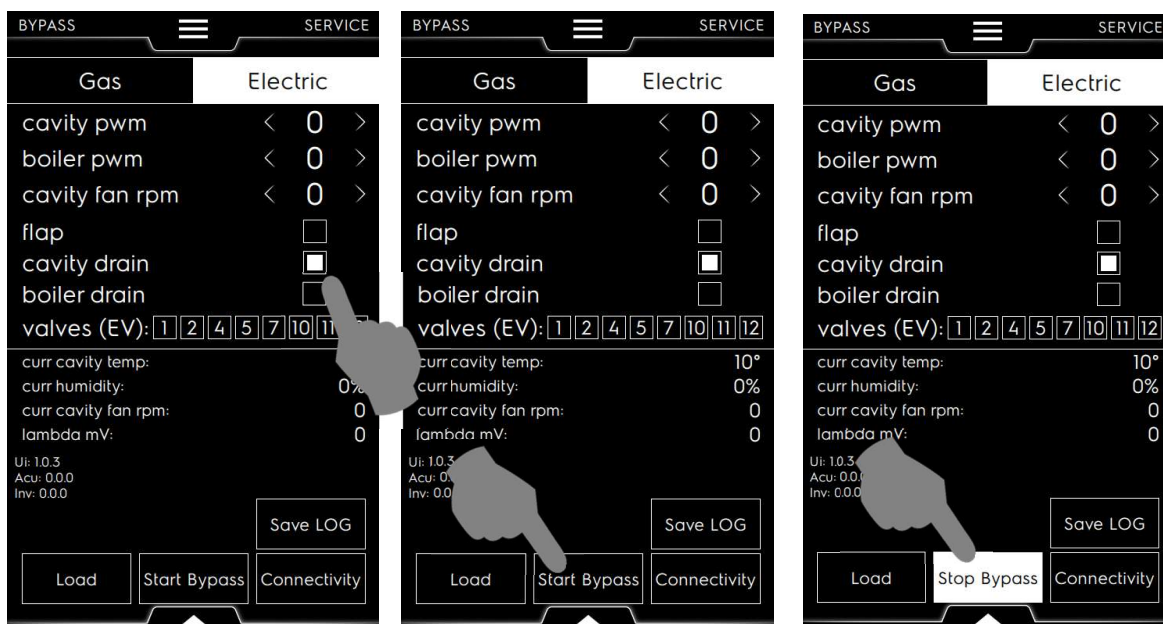 BYPASS SERVICE
Gas Electric
cavity pwm < 0 >
boiler pwm < 0 >
cavity fan rpm < 0 >
flap
cavity drain
boiler drain
valves (EV): 1 2 4 5 7 10 11
curr cavity temp:
curr humidity: 0%
curr cavity fan rpm: 0
lambda mV: 0
Ui: 1.0.3
Acu: 0.0.0
Inv: 0.0.0
Save LOG
Load Start Bypass Connectivity
BYPASS SERVICE
Gas Electric
cavity pwm < 0 >
boiler pwm < 0 >
cavity fan rpm < 0 >
flap
cavity drain
boiler drain
valves (EV): 1 2 4 5 7 10 11 12
curr cavity temp: 10°
curr humidity: 0%
curr cavity fan rpm: 0
lambda mV: 0
Ui: 1.0.3
Acu:
Inv:
Save LOG
Load Start Bypass Connectivity
BYPASS SERVICE
Gas Electric
cavity pwm < 0 >
boiler pwm < 0 >
cavity fan rpm < 0 >
flap
cavity drain
boiler drain
valves (EV): 1 2 4 5 7 10 11 12
curr cavity temp: 10°
curr humidity: 0%
curr cavity fan rpm: 0
lambda mV: 0
Ui: 1.0.3
Acu:
Inv: 0.0.0
Save LOG
Load Stop Bypass Connectivity